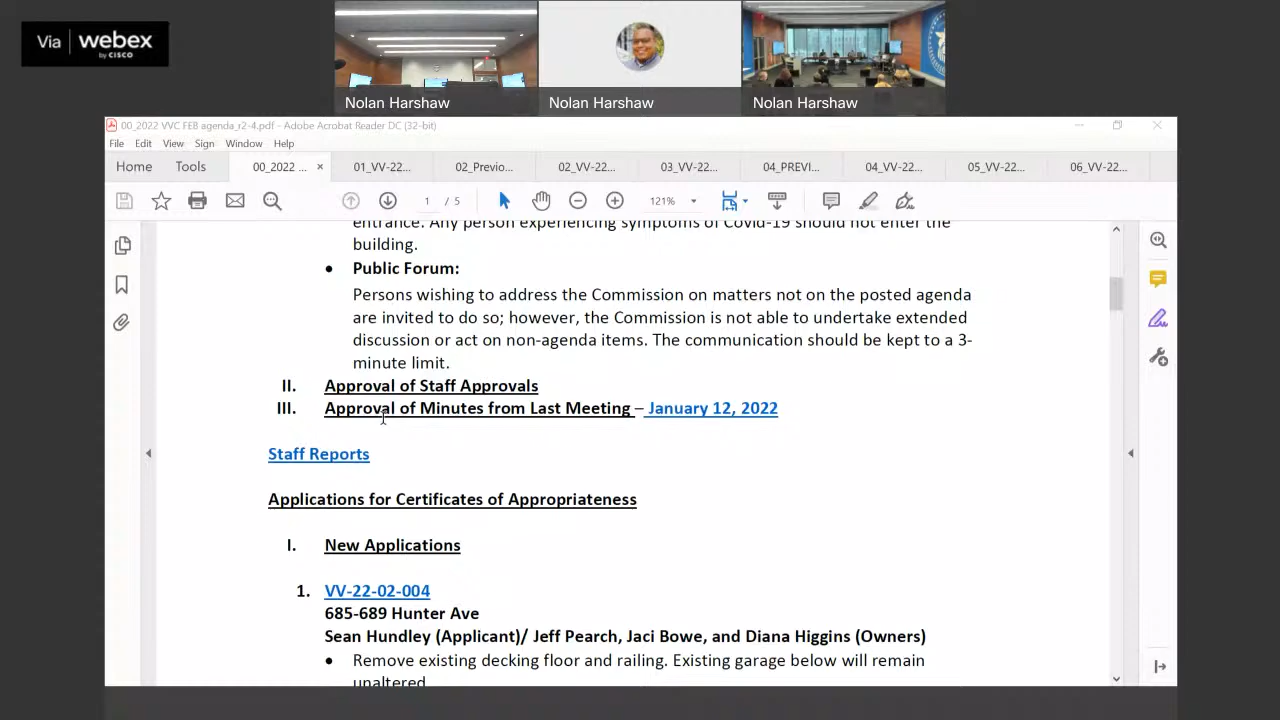 Via webex
by CISCO
Nolan Harshaw
Nolan Harshaw
Nolan Harshaw
00_2022 VVC FEB agenda_r2-4.pdf - Adobe Acrobat Reader DC (32-bit)
File Edit View Sign Window Help
Home Tools 00_2022 ... × 01_VV-22... 02_Previo... 02_VV-22... 03_VV-22... 04_PREVI... 04_VV-22... 05_VV-22... 06_VV-22...
1 / 5 121%
entrance. Any person experiencing symptoms of Covid-19 should not enter the
building.
• Public Forum:
Persons wishing to address the Commission on matters not on the posted agenda
are invited to do so; however, the Commission is not able to undertake extended
discussion or act on non-agenda items. The communication should be kept to a 3-
minute limit.
II. Approval of Staff Approvals
III. Approval of Minutes from Last Meeting – January 12, 2022
Staff Reports
Applications for Certificates of Appropriateness
I. New Applications
1. VV-22-02-004
685-689 Hunter Ave
Sean Hundley (Applicant)/ Jeff Pearch, Jaci Bowe, and Diana Higgins (Owners)
• Remove existing decking floor and railing. Existing garage below will remain
unaltered.